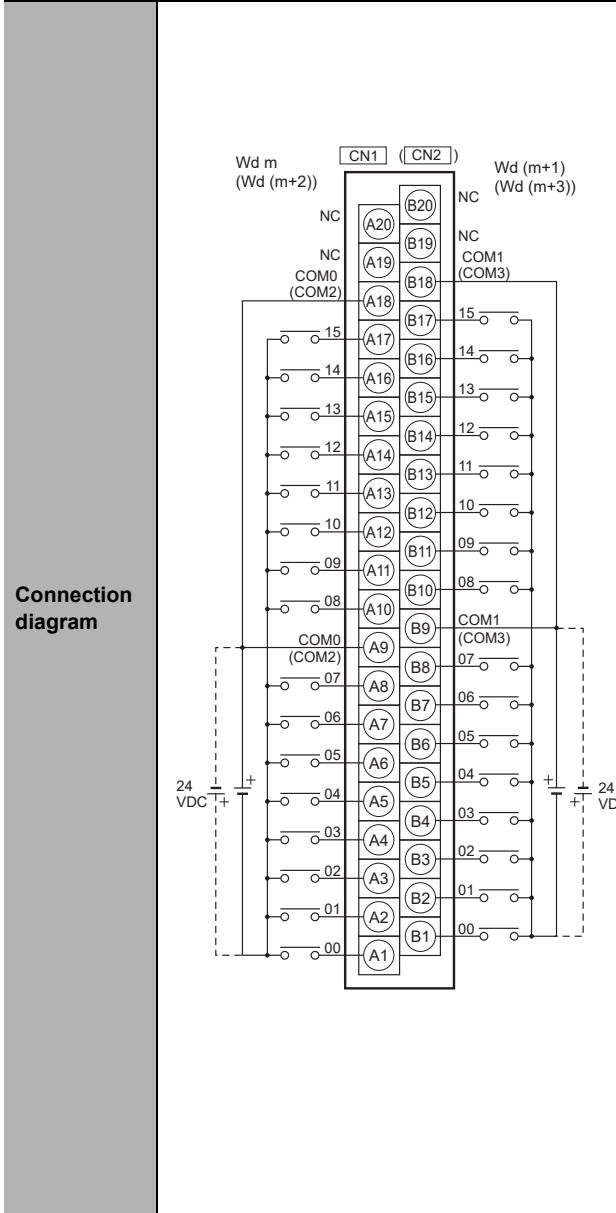 Connection
diagram
CN1 (CN2)
Wd m
(Wd (m+2))
Wd (m+1)
(Wd (m+3))
B20 NC
NC A20
B19 NC
NC A19
COM1
(COM3) B18
COM0
(COM2) A18
B17 15
15 A17
B16 14
14 A16
B15 13
13 A15
B14 12
12 A14
B13 11
11 A13
B12 10
10 A12
B11 09
09 A11
B10 08
08 A10
B9 COM1
(COM3)
COM0
(COM2) A9
B8 07
07 A8
B7 06
06 A7
B6 05
05 A6
B5 04
04 A5
B4 03
03 A4
B3 02
02 A3
B2 01
01 A2
B1 00
00 A1
24
VDC + +
+ + 24
VD